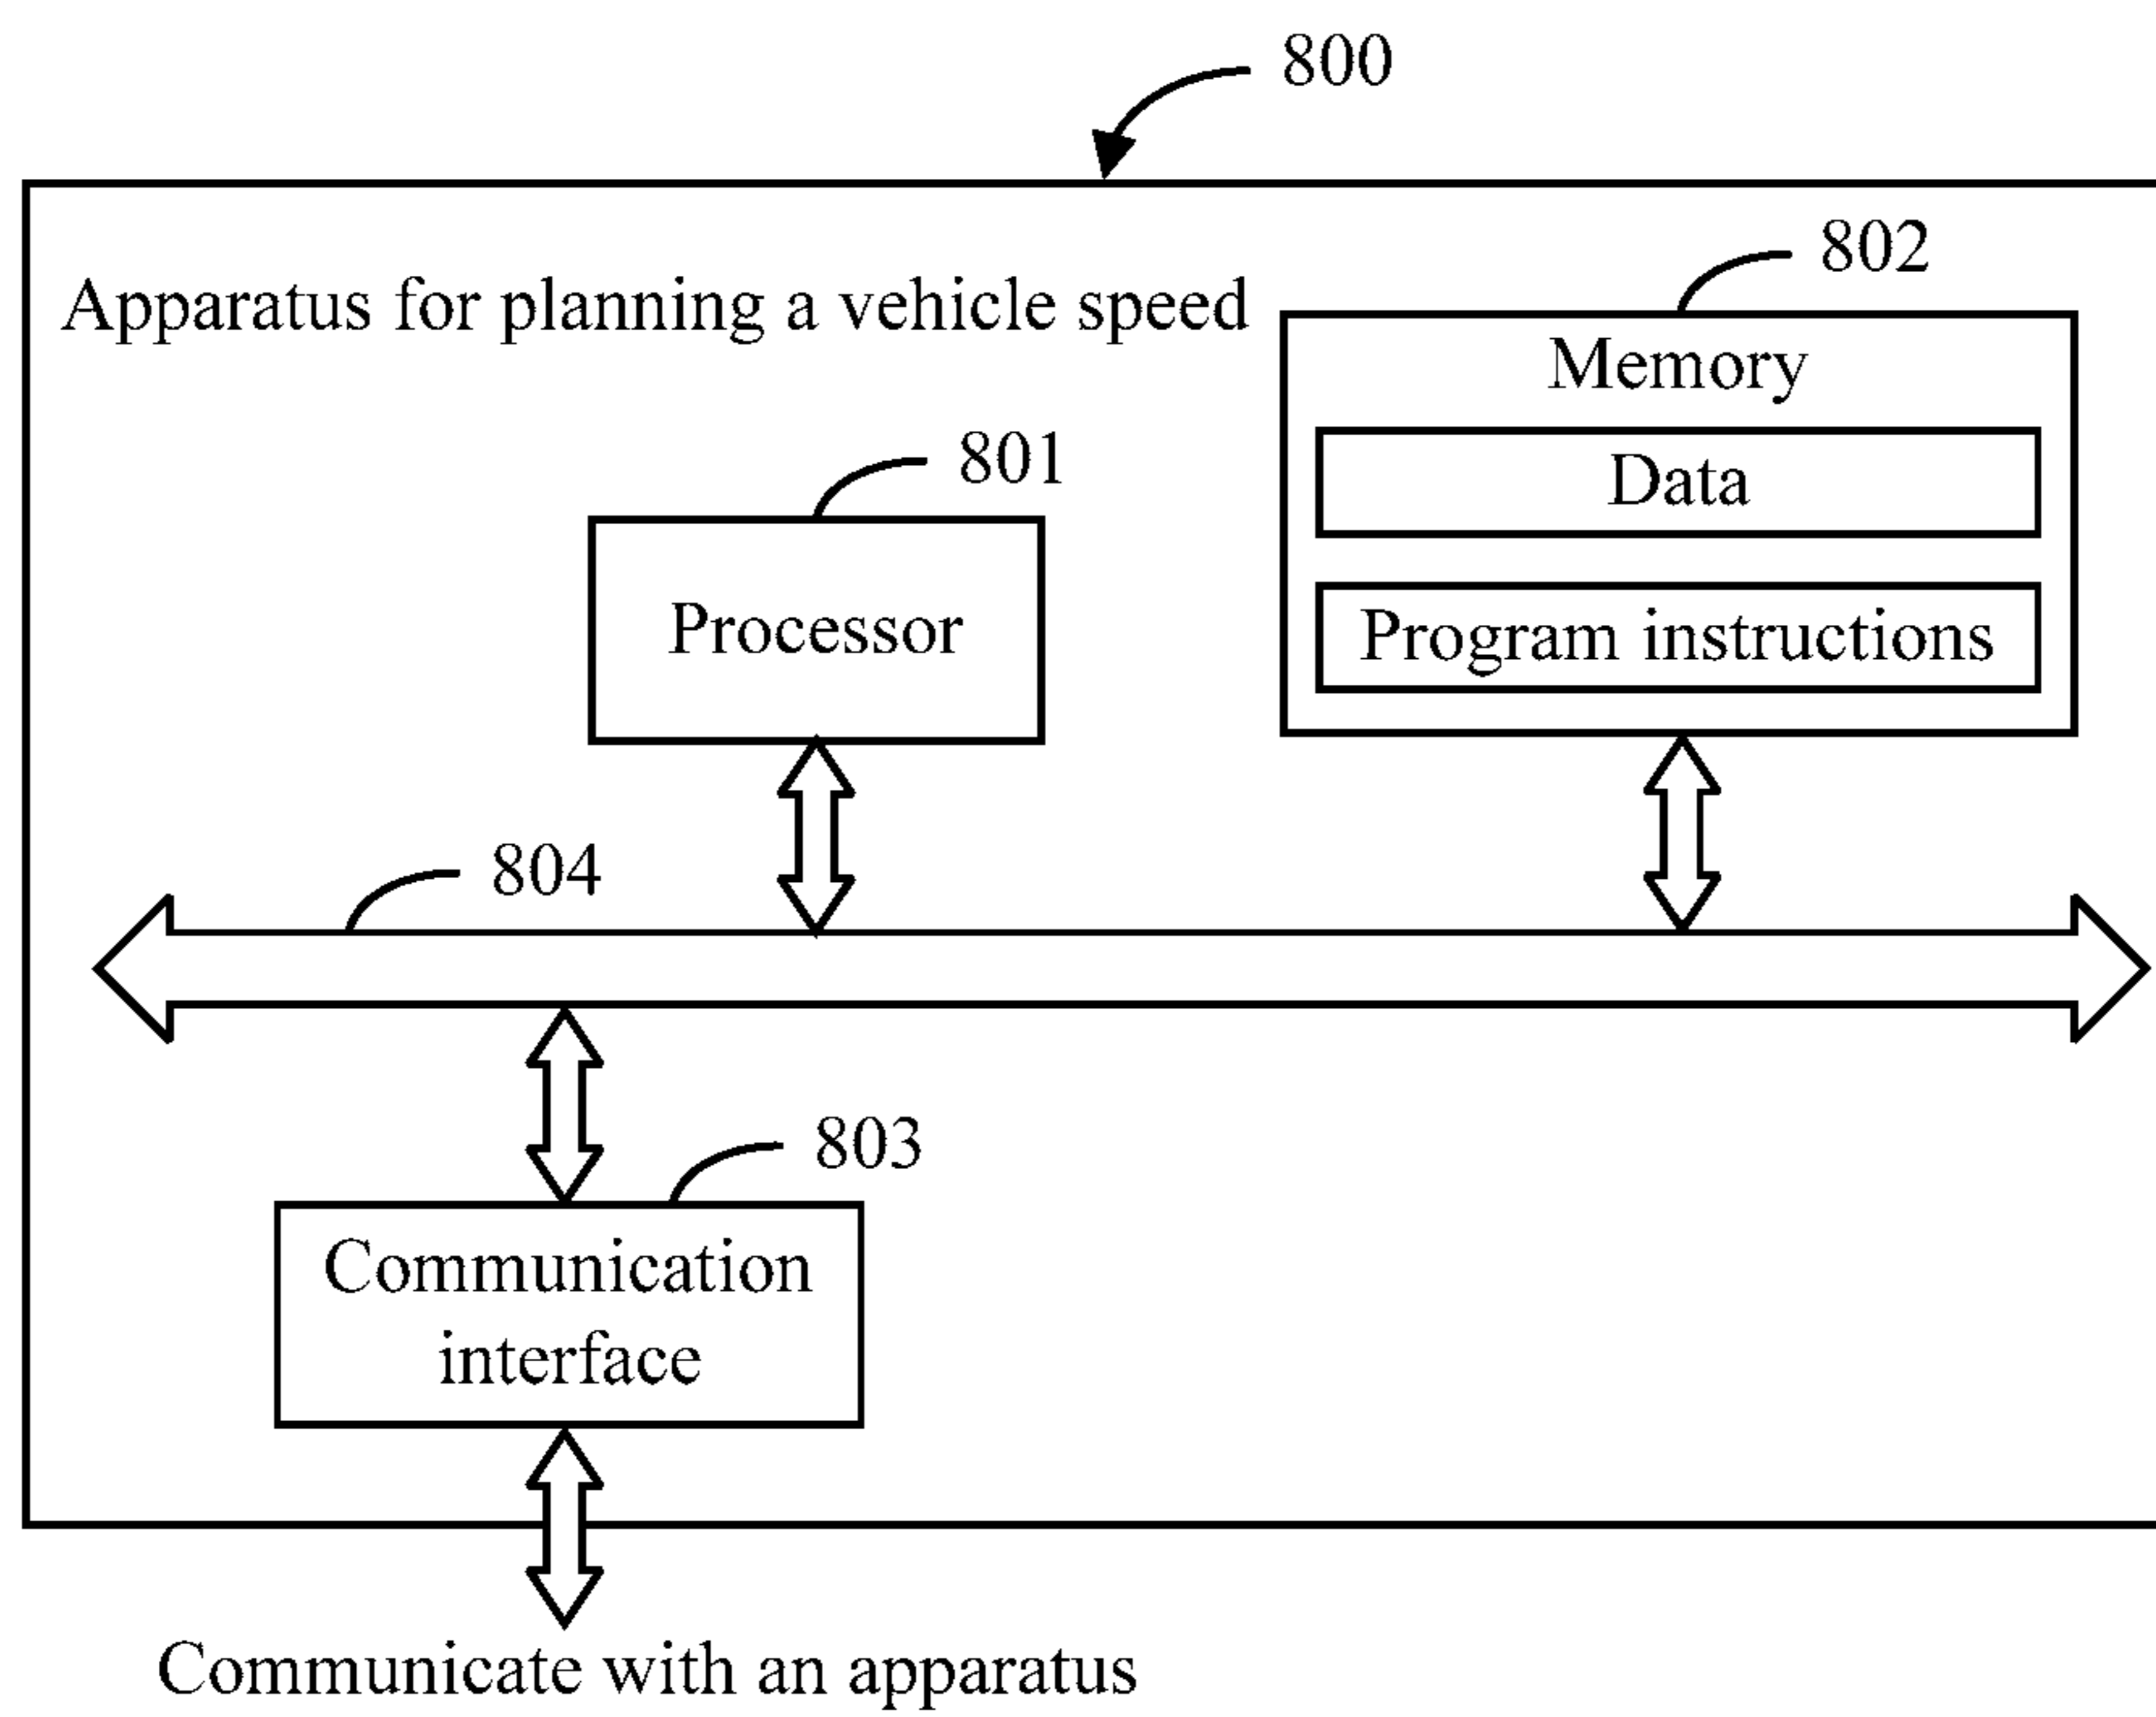 800
802
Apparatus for planning a vehicle speed
Memory
801
Data
Processor
Program instructions
804
803
Communication
interface
Communicate with an apparatus